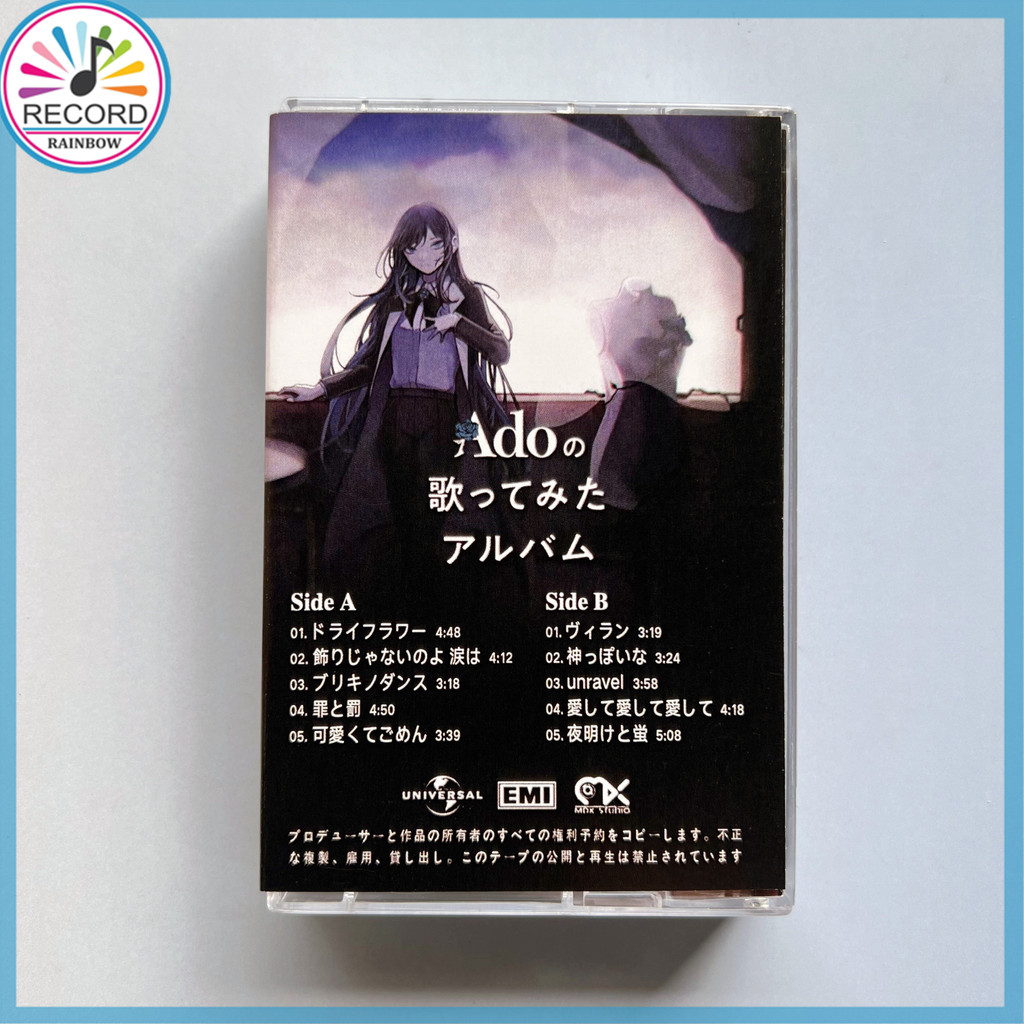 RECORD
RAINBOW
Adoの
歌ってみた
アルバム
Side A
01. ドライフラワー 4:48
02. 飾りじゃないのよ 涙は 4:12
03. ブリキノダンス 3:18
04. 罪と罰 4:50
05. 可愛くてごめん 3:39
Side B
01. ヴィラン 3:19
02. 神っぽいな 3:24
03. unravel 3:58
04. 愛して愛して愛して 4:18
05. 夜明けと蛍 5:08
UNIVERSAL
EMI
MDX STUDIO
プロデューサーと作品の所有者のすべての権利予約をコピーします。不正
な複製、雇用、貸し出し。このテープの公開と再生は禁止されています